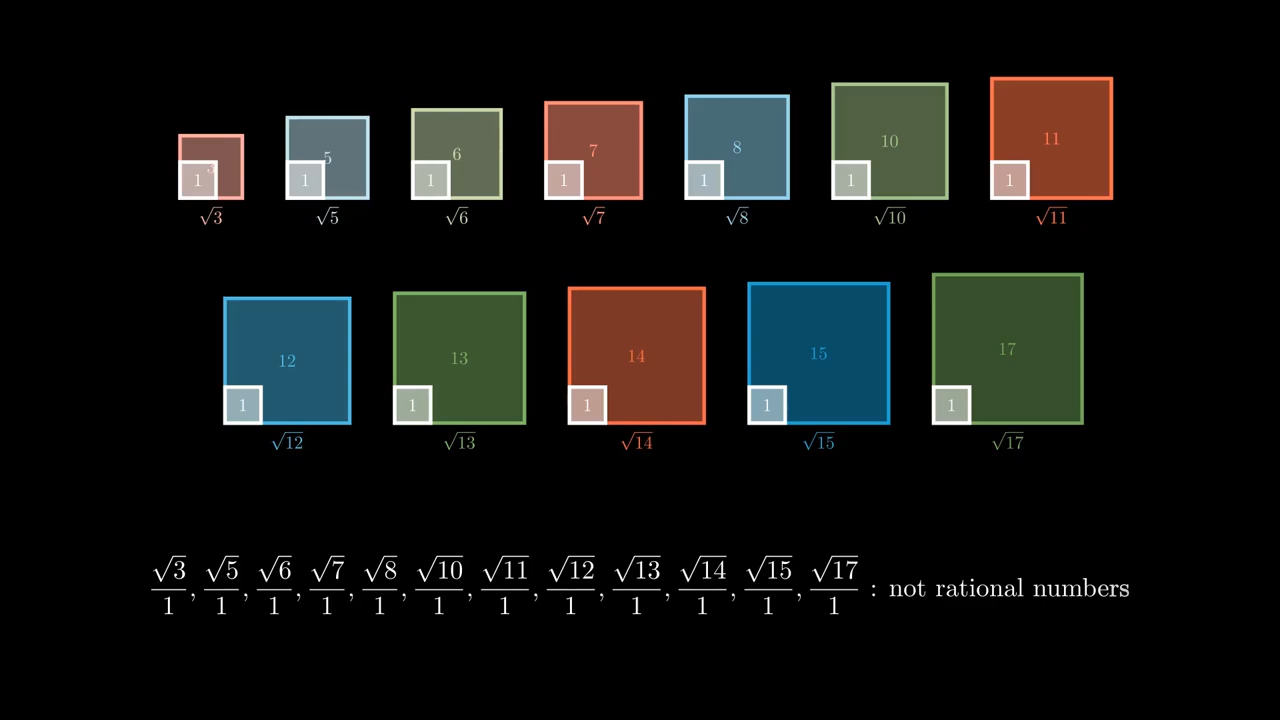 3 5 6 7 8 10 11
1 1 1 1 1 1 1
√3 √5 √6 √7 √8 √10 √11
12 13 14 15 17
1 1 1 1 1
√12 √13 √14 √15 √17
√3/1, √5/1, √6/1, √7/1, √8/1, √10/1, √11/1, √12/1, √13/1, √14/1, √15/1, √17/1 : not rational numbers